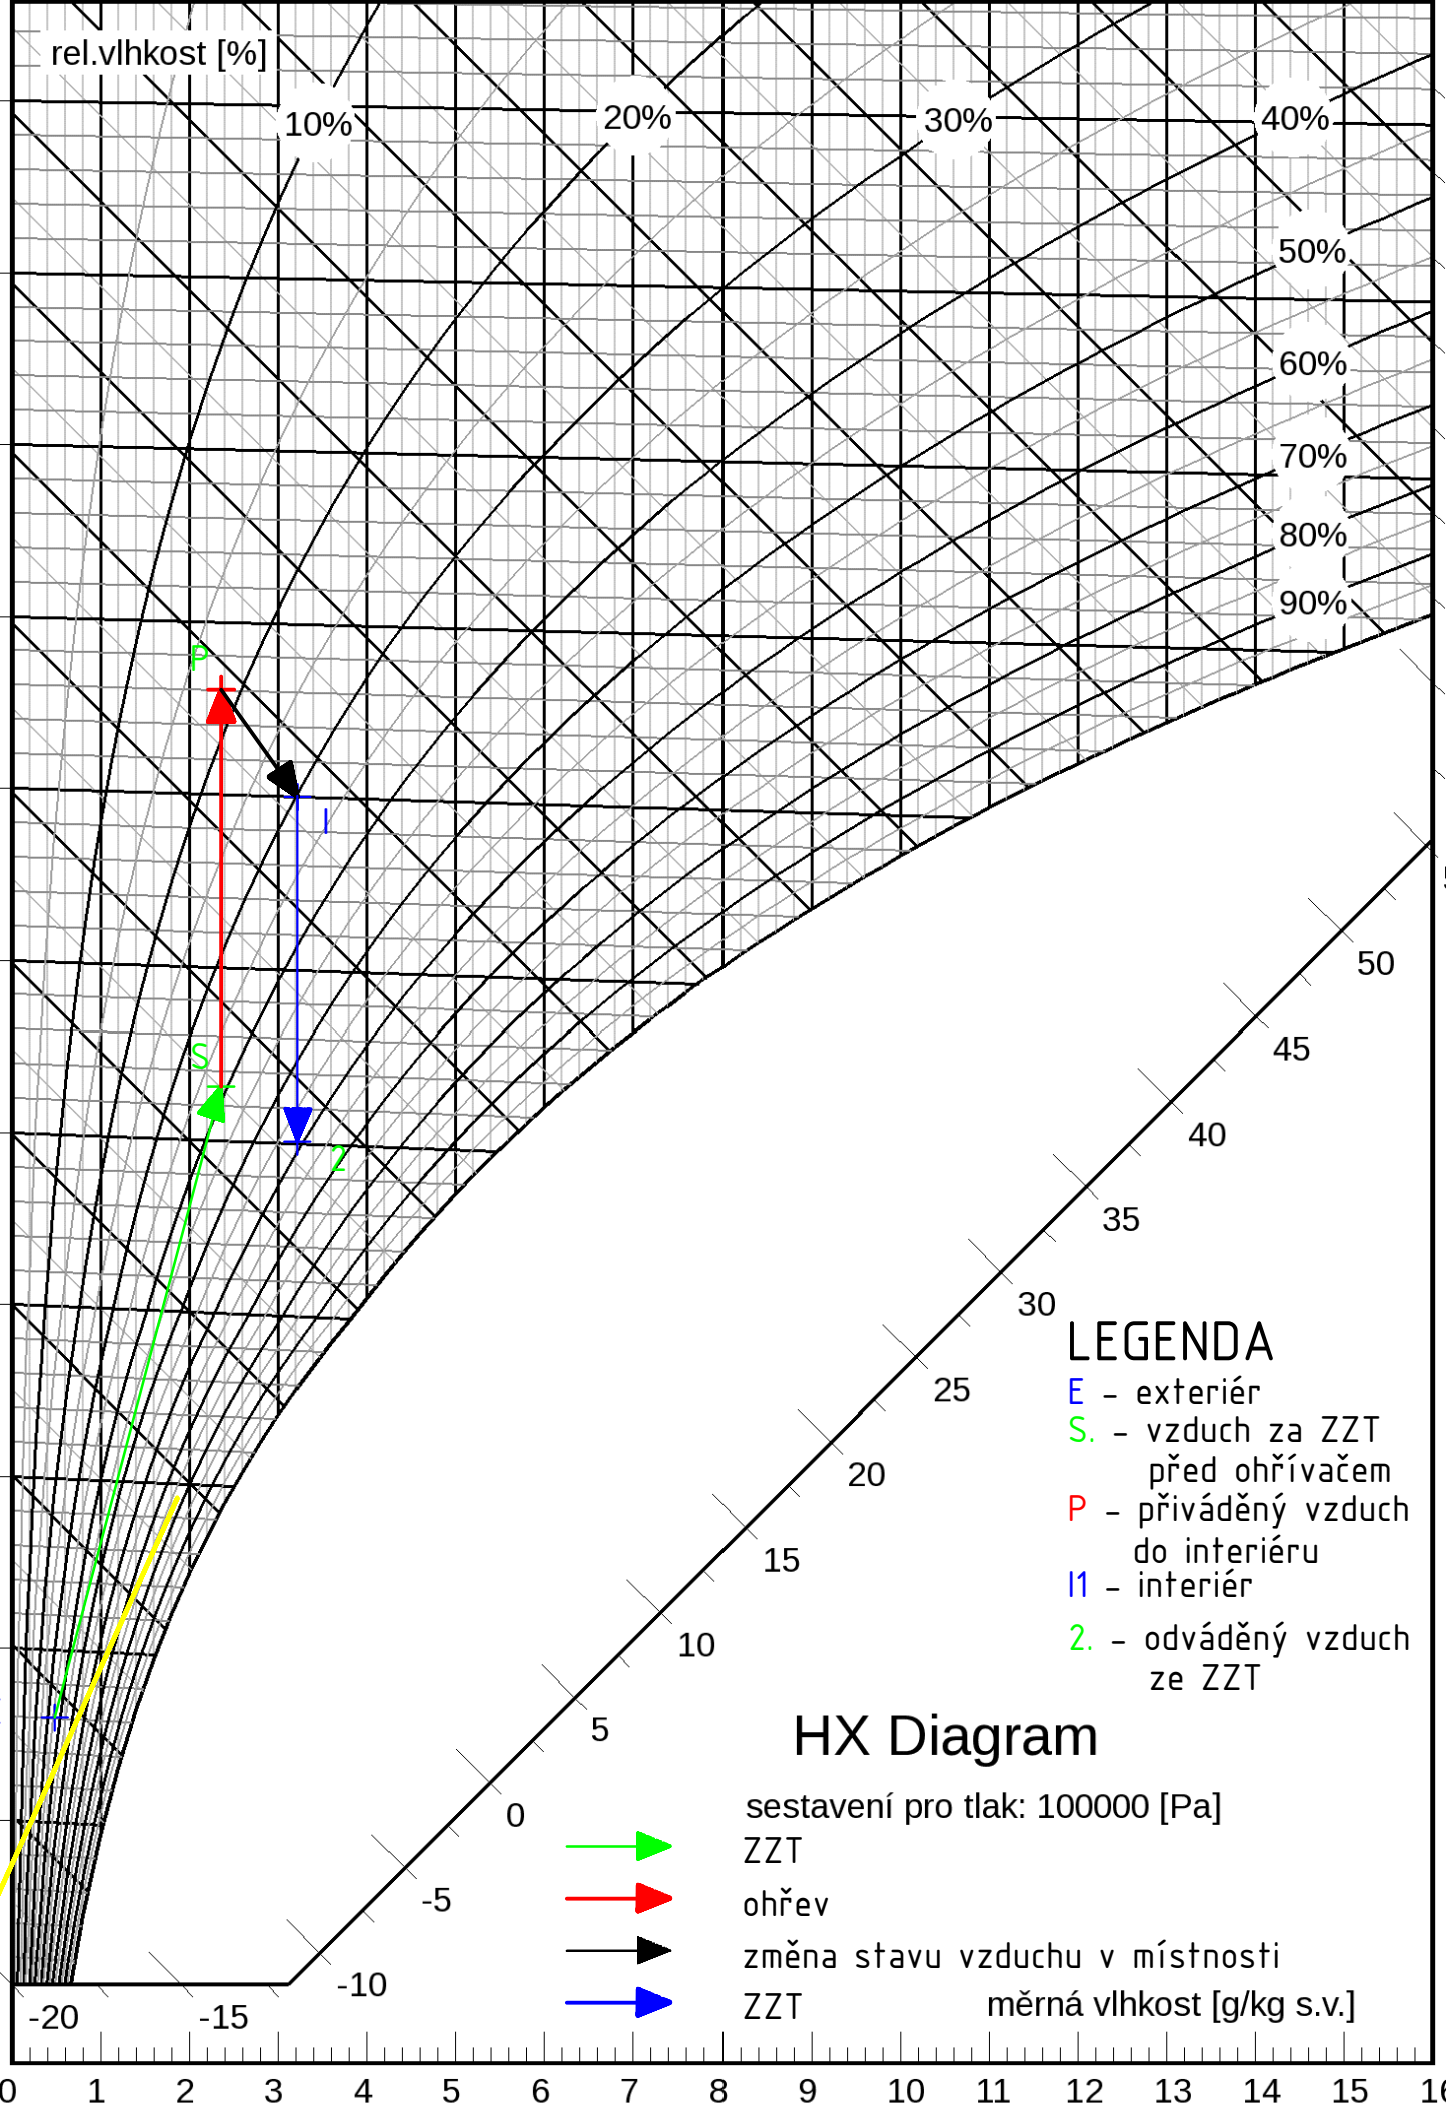 rel.vlhkost [%]
10%
20%
30%
40%
50%
60%
70%
80%
90%
P
I
S
2
50
45
40
35
30
25
20
15
10
5
0
-5
-10
-15
-20
LEGENDA
E - exteriér
S. - vzduch za ZZT
před ohřívačem
P - přiváděný vzduch
do interiéru
I1 - interiér
2. - odváděný vzduch
ze ZZT
HX Diagram
sestavení pro tlak: 100000 [Pa]
ZZT
ohřev
změna stavu vzduchu v místnosti
ZZT
měrná vlhkost [g/kg s.v.]
0 1 2 3 4 5 6 7 8 9 10 11 12 13 14 15